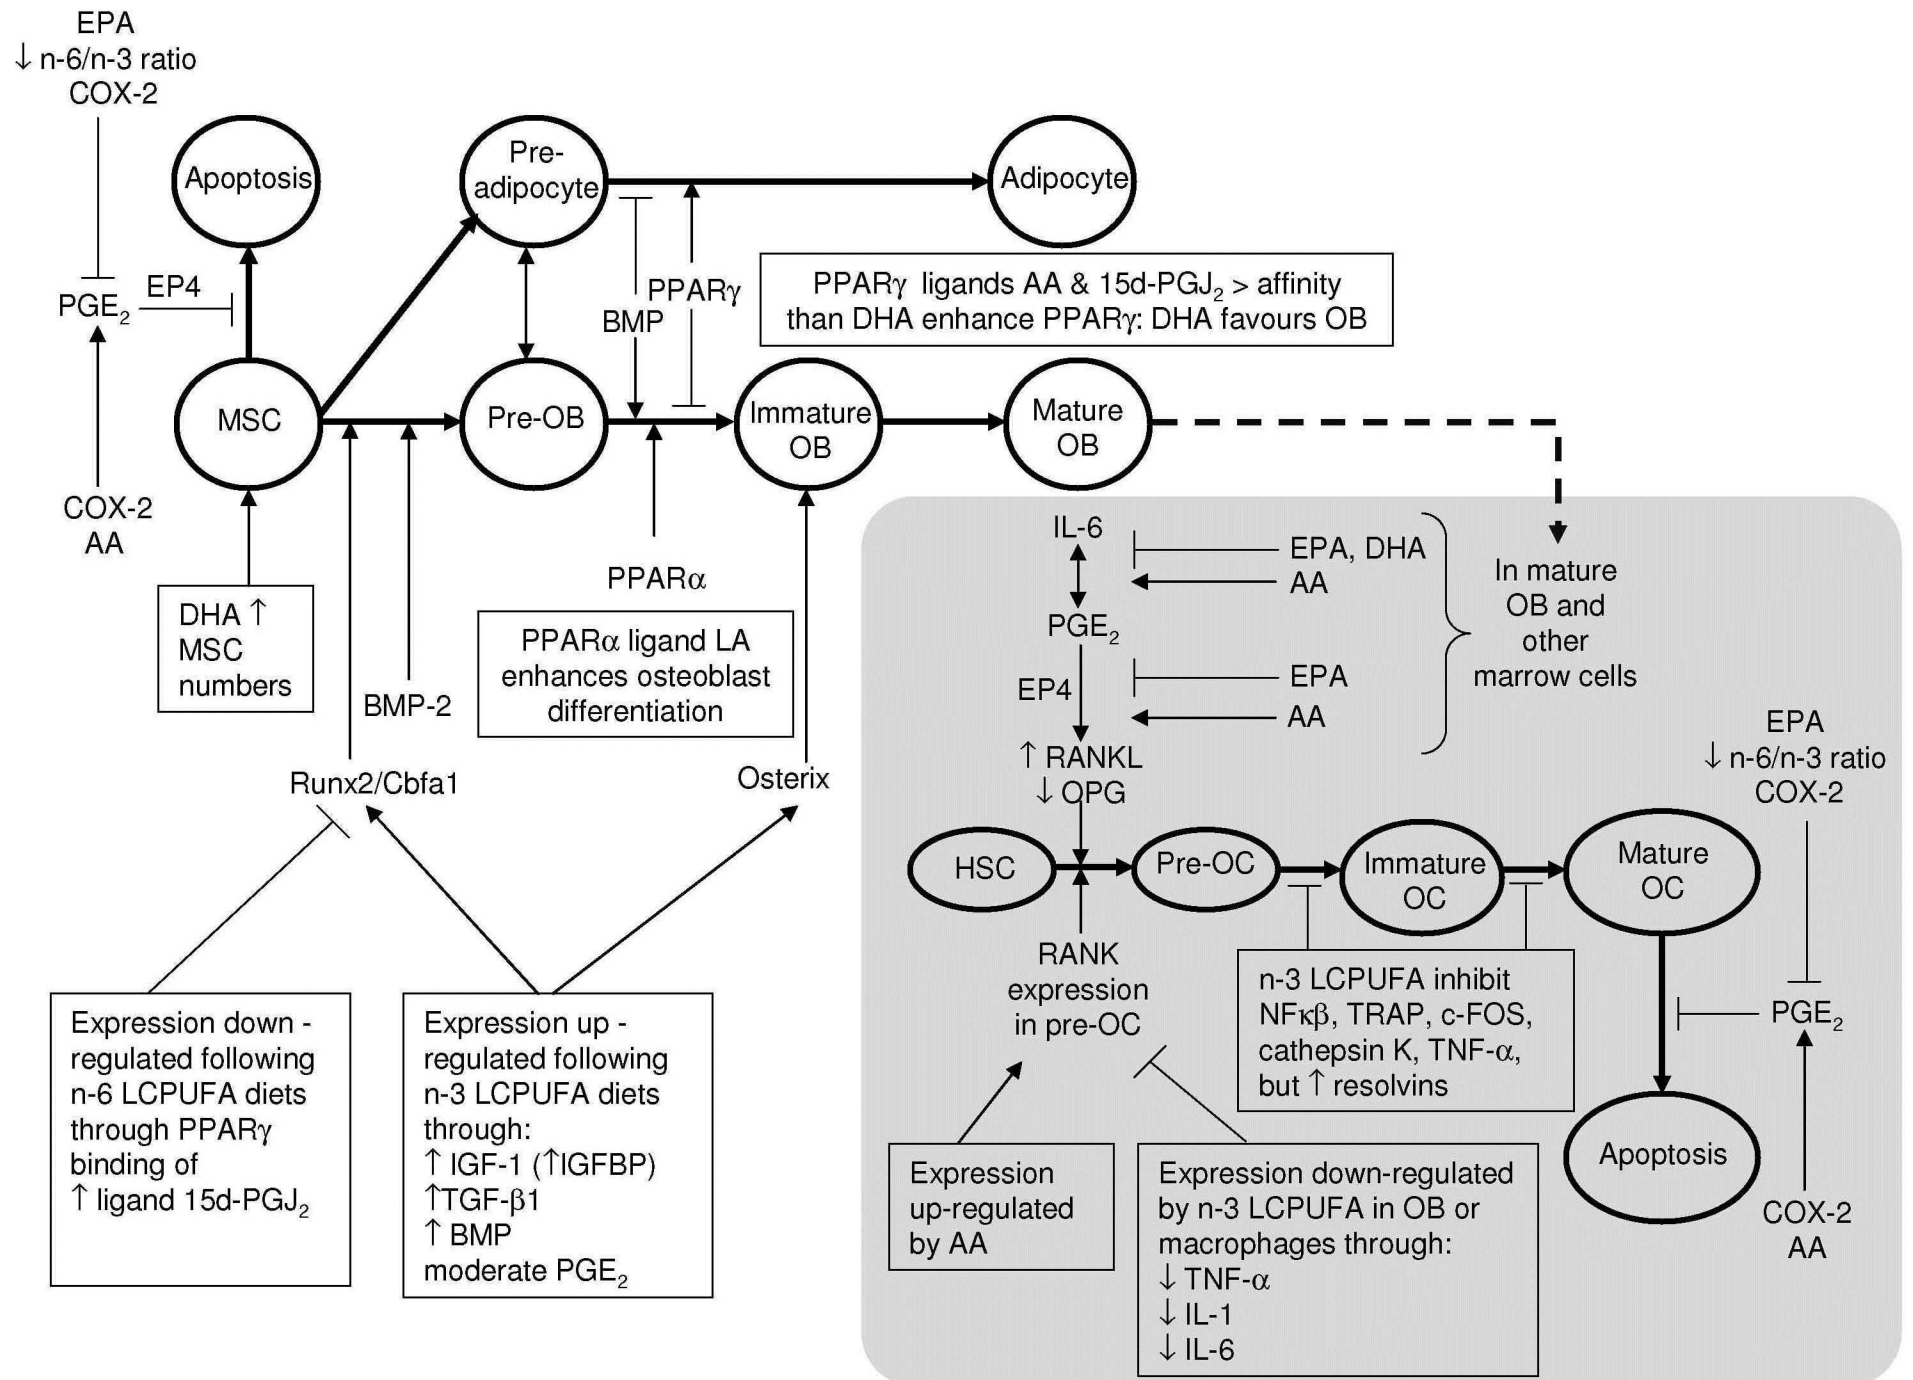 EPA
↓ n-6/n-3 ratio
COX-2
Apoptosis
Pre-
adipocyte
Adipocyte
EP4
PGE₂
PPARγ
BMP
PPARγ ligands AA & 15d-PGJ₂ > affinity
than DHA enhance PPARγ: DHA favours OB
MSC
Pre-OB
Immature
OB
Mature
OB
COX-2
AA
DHA ↑
MSC
numbers
BMP-2
PPARα
PPARα ligand LA
enhances osteoblast
differentiation
Runx2/Cbfa1
Osterix
Expression down -
regulated following
n-6 LCPUFA diets
through PPARγ
binding of
↑ ligand 15d-PGJ₂
Expression up -
regulated following
n-3 LCPUFA diets
through:
↑ IGF-1 (↑IGFBP)
↑TGF-β1
↑ BMP
moderate PGE₂
IL-6
EPA, DHA
AA
PGE₂
EP4
EPA
AA
↑ RANKL
↓ OPG
In mature
OB and
other
marrow cells
EPA
↓ n-6/n-3 ratio
COX-2
HSC
Pre-OC
Immature
OC
Mature
OC
RANK
expression
in pre-OC
n-3 LCPUFA inhibit
NFκβ, TRAP, c-FOS,
cathepsin K, TNF-α,
but ↑ resolvins
PGE₂
Apoptosis
Expression
up-regulated
by AA
Expression down-regulated
by n-3 LCPUFA in OB or
macrophages through:
↓ TNF-α
↓ IL-1
↓ IL-6
COX-2
AA